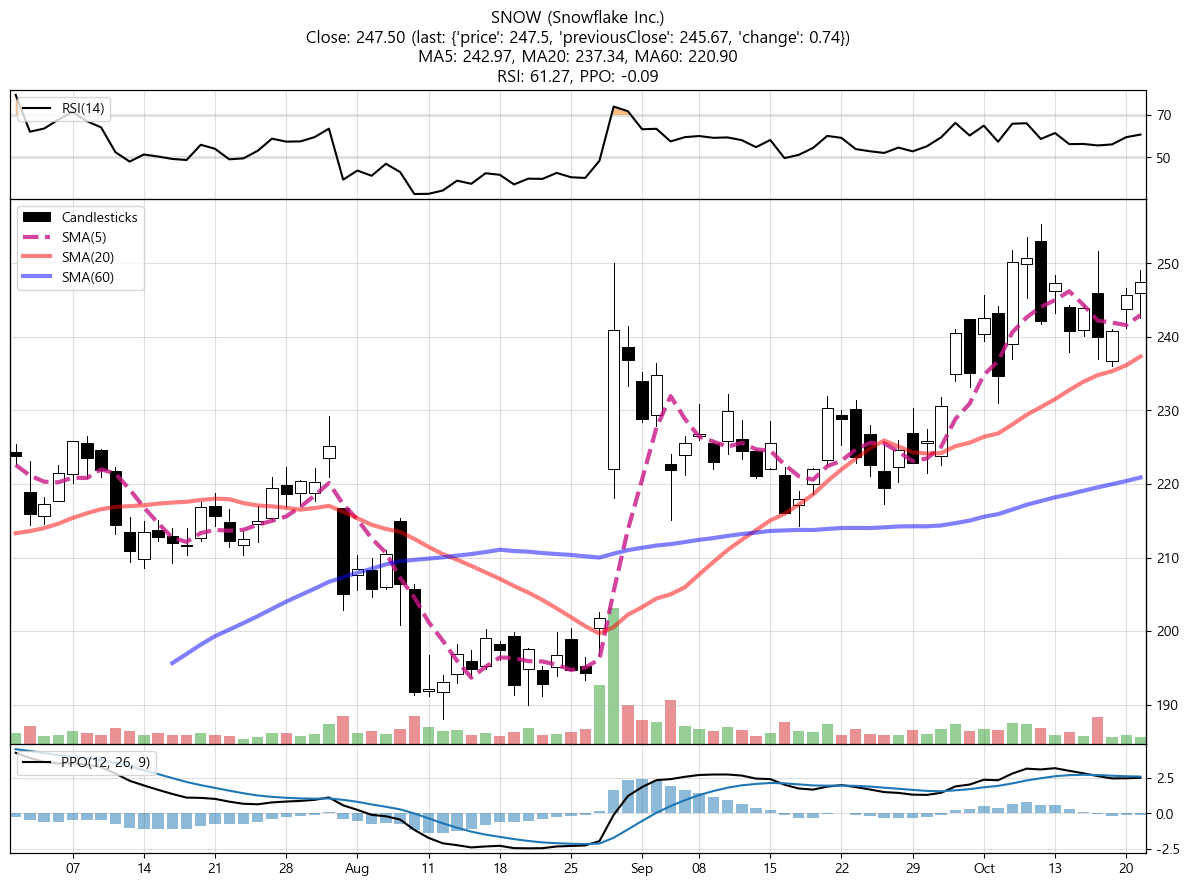 SNOW (Snowflake Inc.)
Close: 247.50 (last: {'price': 247.5, 'previousClose': 245.67, 'change': 0.74})
MA5: 242.97, MA20: 237.34, MA60: 220.90
RSI: 61.27, PPO: -0.09
RSI(14)
70
50
Candlesticks
SMA(5)
SMA(20)
SMA(60)
250
240
230
220
210
200
190
PPO(12, 26, 9)
2.5
0.0
−2.5
07 14 21 28 Aug 11 18 25 Sep 08 15 22 29 Oct 13 20